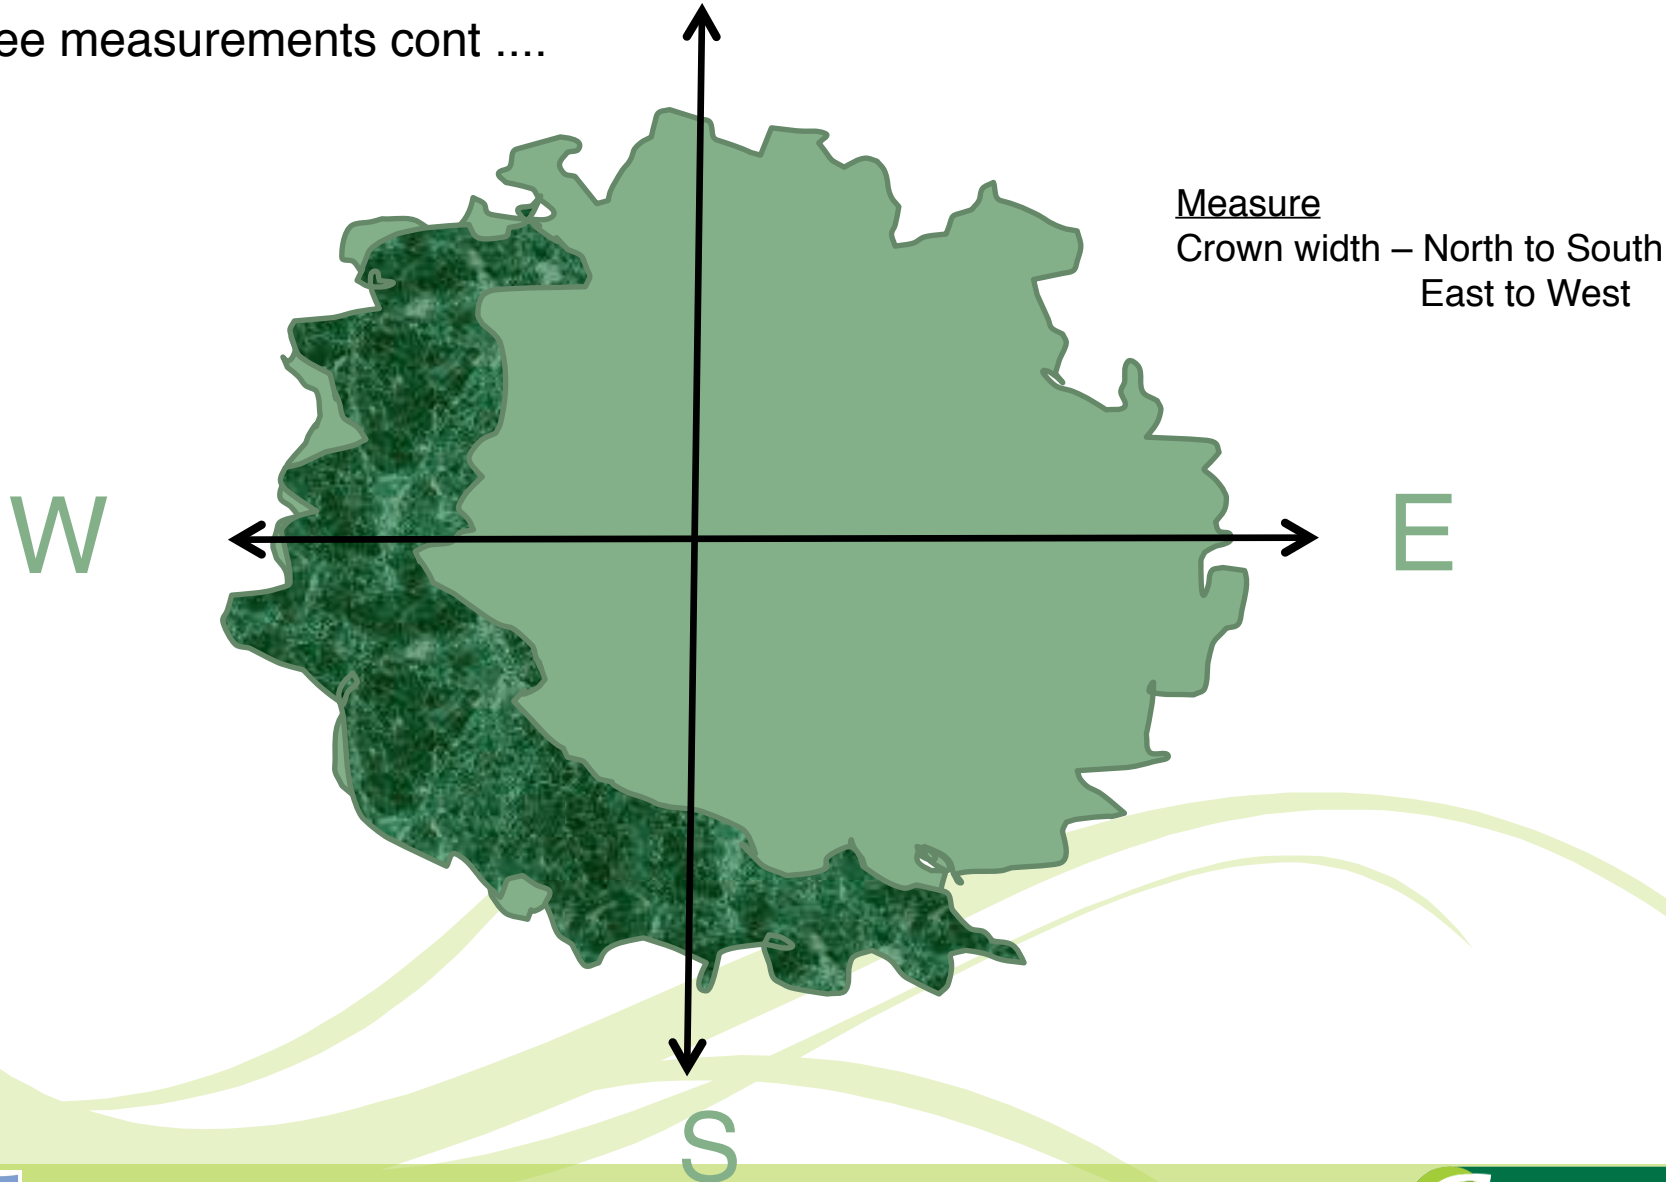 ee measurements cont ....
Measure
Crown width – North to South
East to West
W
E
S